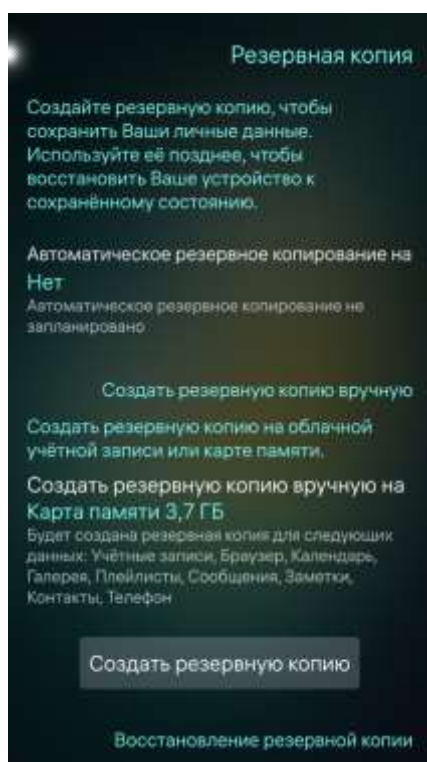 Резервная копия
Создайте резервную копию, чтобы
сохранить Ваши личные данные.
Используйте её позднее, чтобы
восстановить Ваше устройство к
сохранённому состоянию.
Автоматическое резервное копирование на
Нет
Автоматическое резервное копирование не
запланировано
Создать резервную копию вручную
Создать резервную копию на облачной
учётной записи или карте памяти.
Создать резервную копию вручную на
Карта памяти 3,7 ГБ
Будет создана резервная копия для следующих
данных: Учётные записи, Браузер, Календарь,
Галерея, Плейлисты, Сообщения, Заметки,
Контакты, Телефон
Создать резервную копию
Восстановление резервной копии